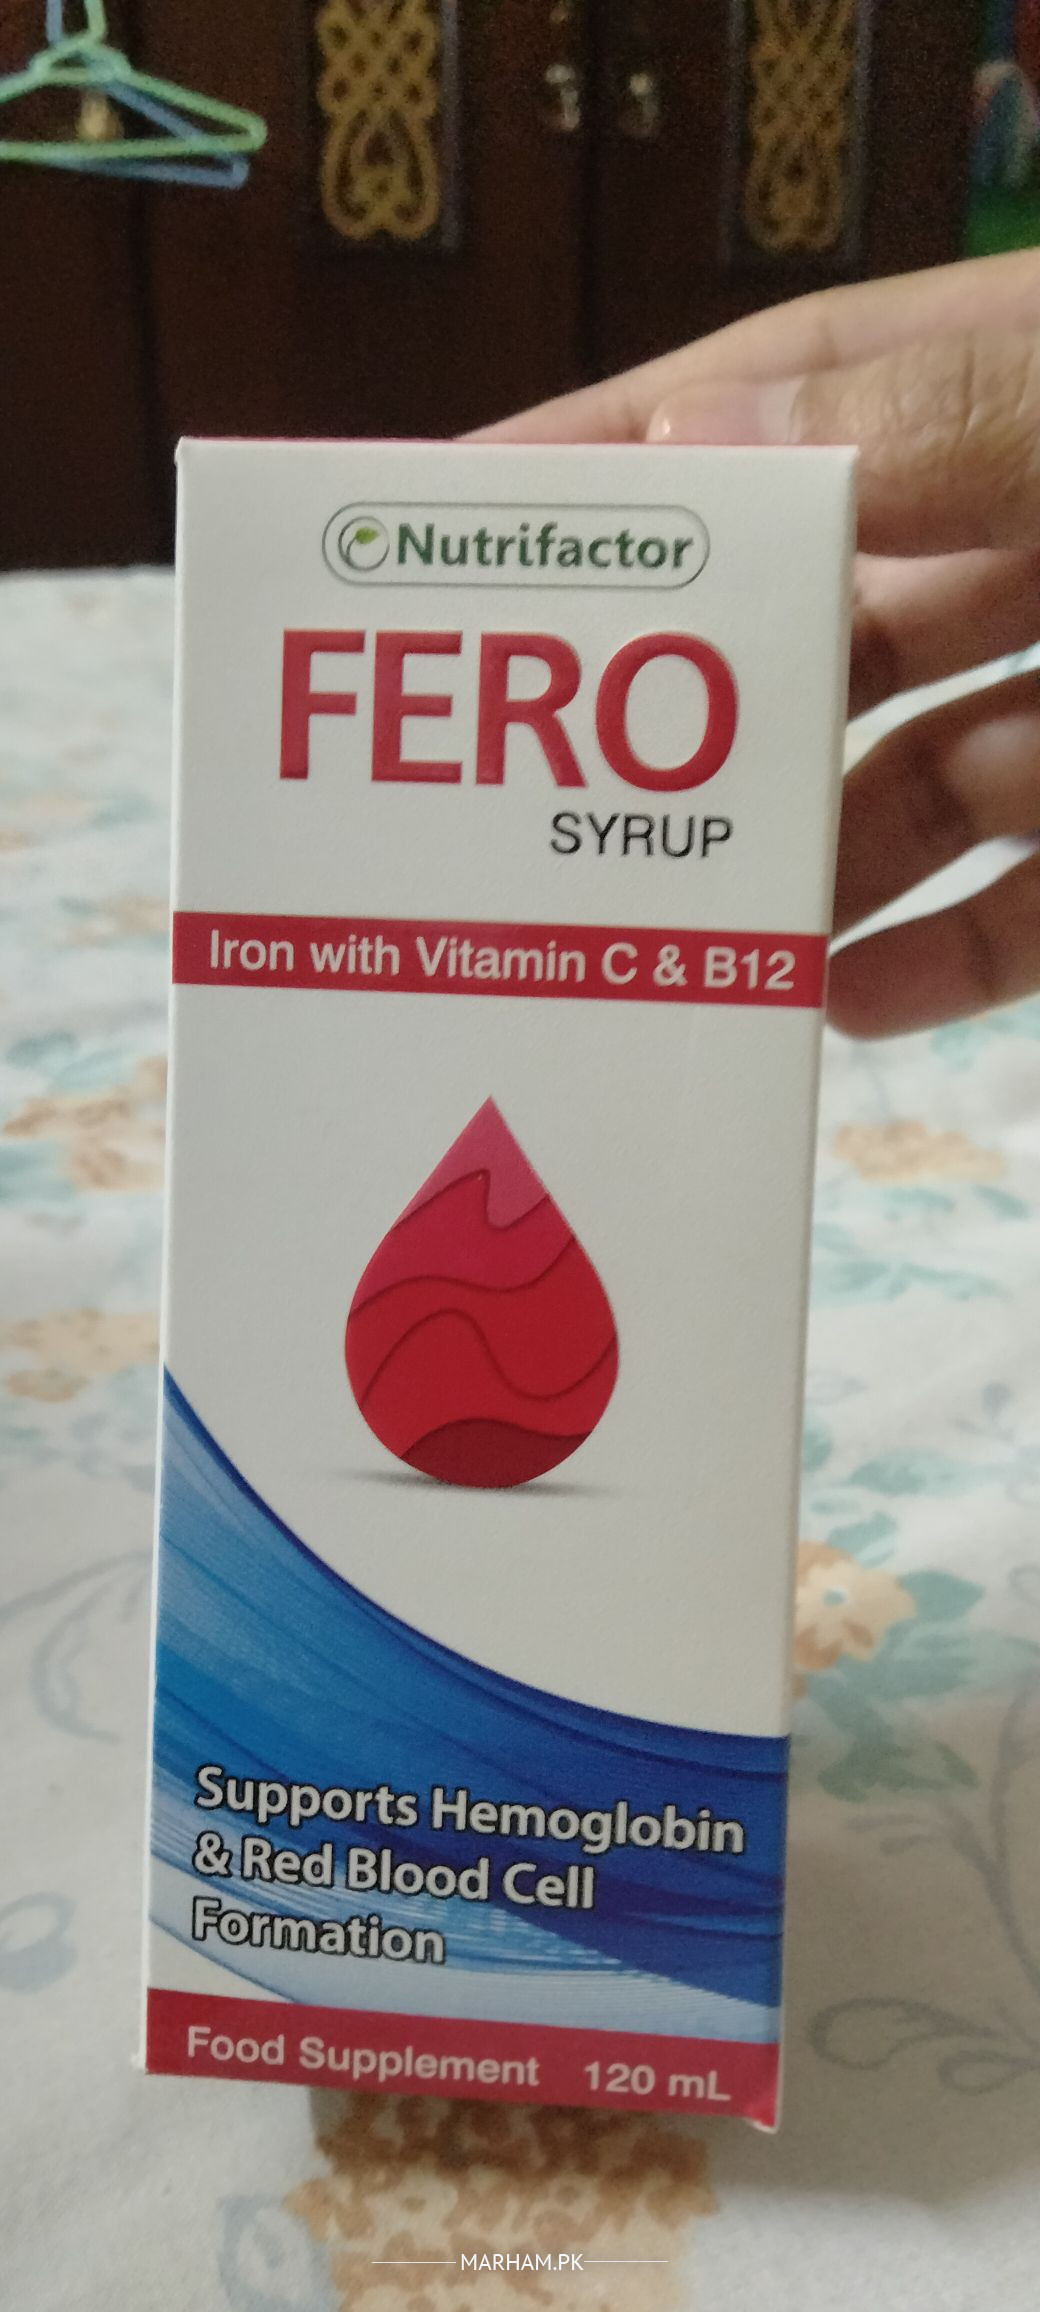 Nutrifactor
FERO
SYRUP
Iron with Vitamin C & B12
Supports Hemoglobin
& Red Blood Cell
Formation
Food Supplement 120 mL
MARHAM.PK